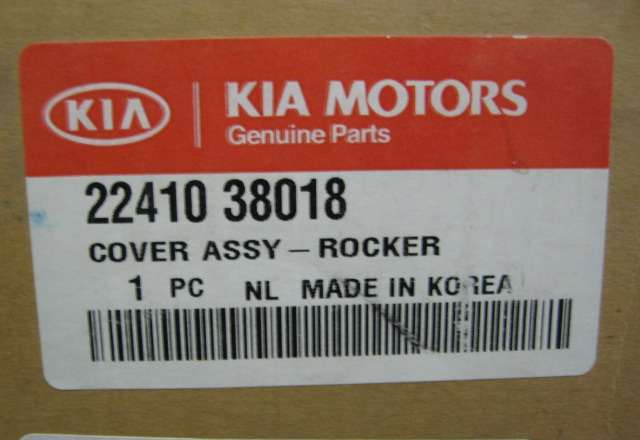 KIA
KIA MOTORS
Genuine Parts
22410 38018
COVER ASSY – ROCKER
1 PC NL MADE IN KOREA